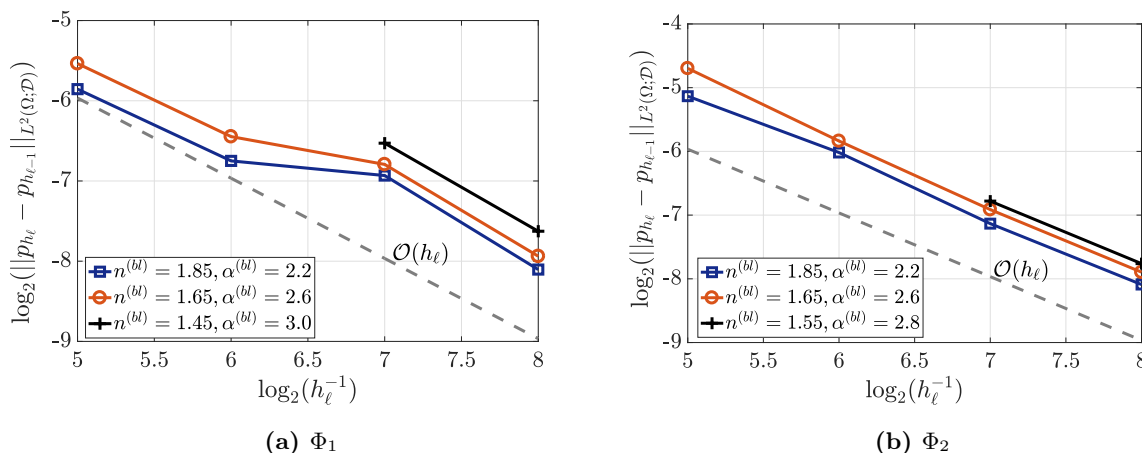 -5
-6
-7
-8
-9
log₂(||p_{h_ℓ} − p_{h_{ℓ−1}}||_{L²(Ω;𝒟)})
𝒪(h_ℓ)
n^{(bl)} = 1.85, α^{(bl)} = 2.2
n^{(bl)} = 1.65, α^{(bl)} = 2.6
n^{(bl)} = 1.45, α^{(bl)} = 3.0
5 5.5 6 6.5 7 7.5 8
log₂(h_ℓ^{−1})
(a) Φ₁
-4
-5
-6
-7
-8
-9
log₂(||p_{h_ℓ} − p_{h_{ℓ−1}}||_{L²(Ω;𝒟)})
𝒪(h_ℓ)
n^{(bl)} = 1.85, α^{(bl)} = 2.2
n^{(bl)} = 1.65, α^{(bl)} = 2.6
n^{(bl)} = 1.55, α^{(bl)} = 2.8
5 5.5 6 6.5 7 7.5 8
log₂(h_ℓ^{−1})
(b) Φ₂